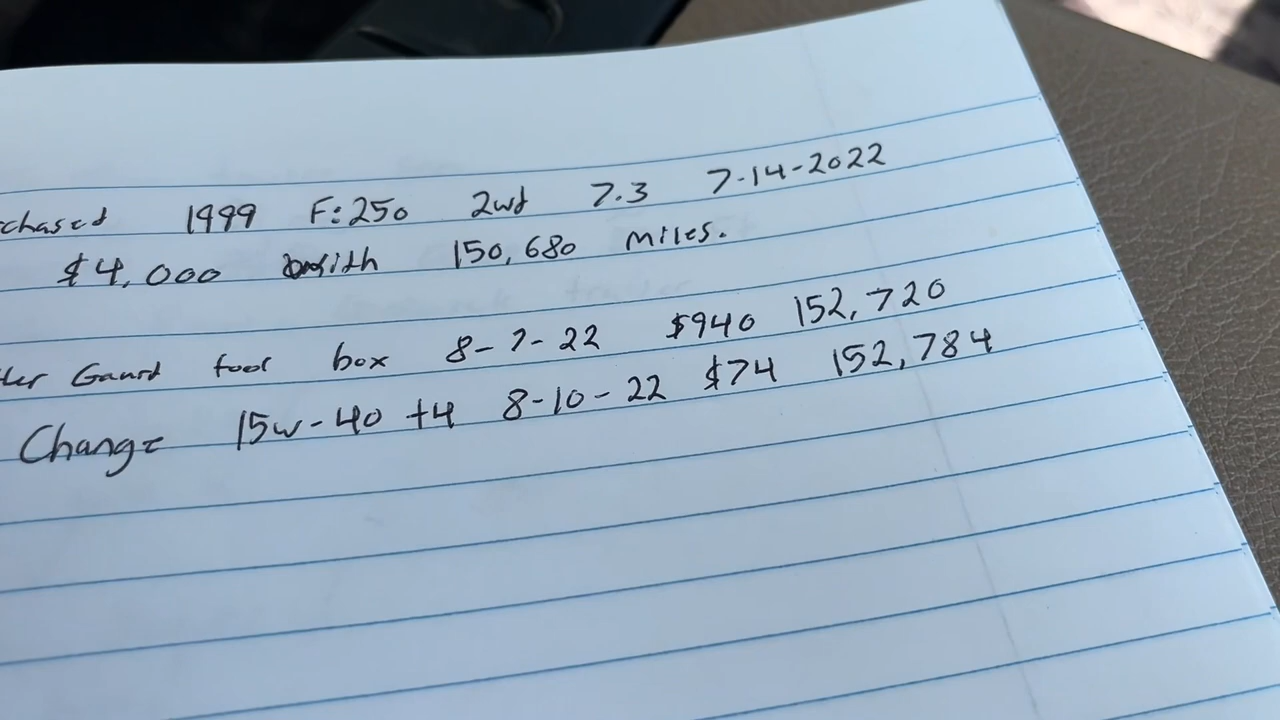 chased 1999 F:250 2wd 7.3 7-14-2022
$4,000 with 150,680 miles.
Gaurd tool box 8-7-22 $940 152,720
Change 15w-40 +4 8-10-22 $74 152,784